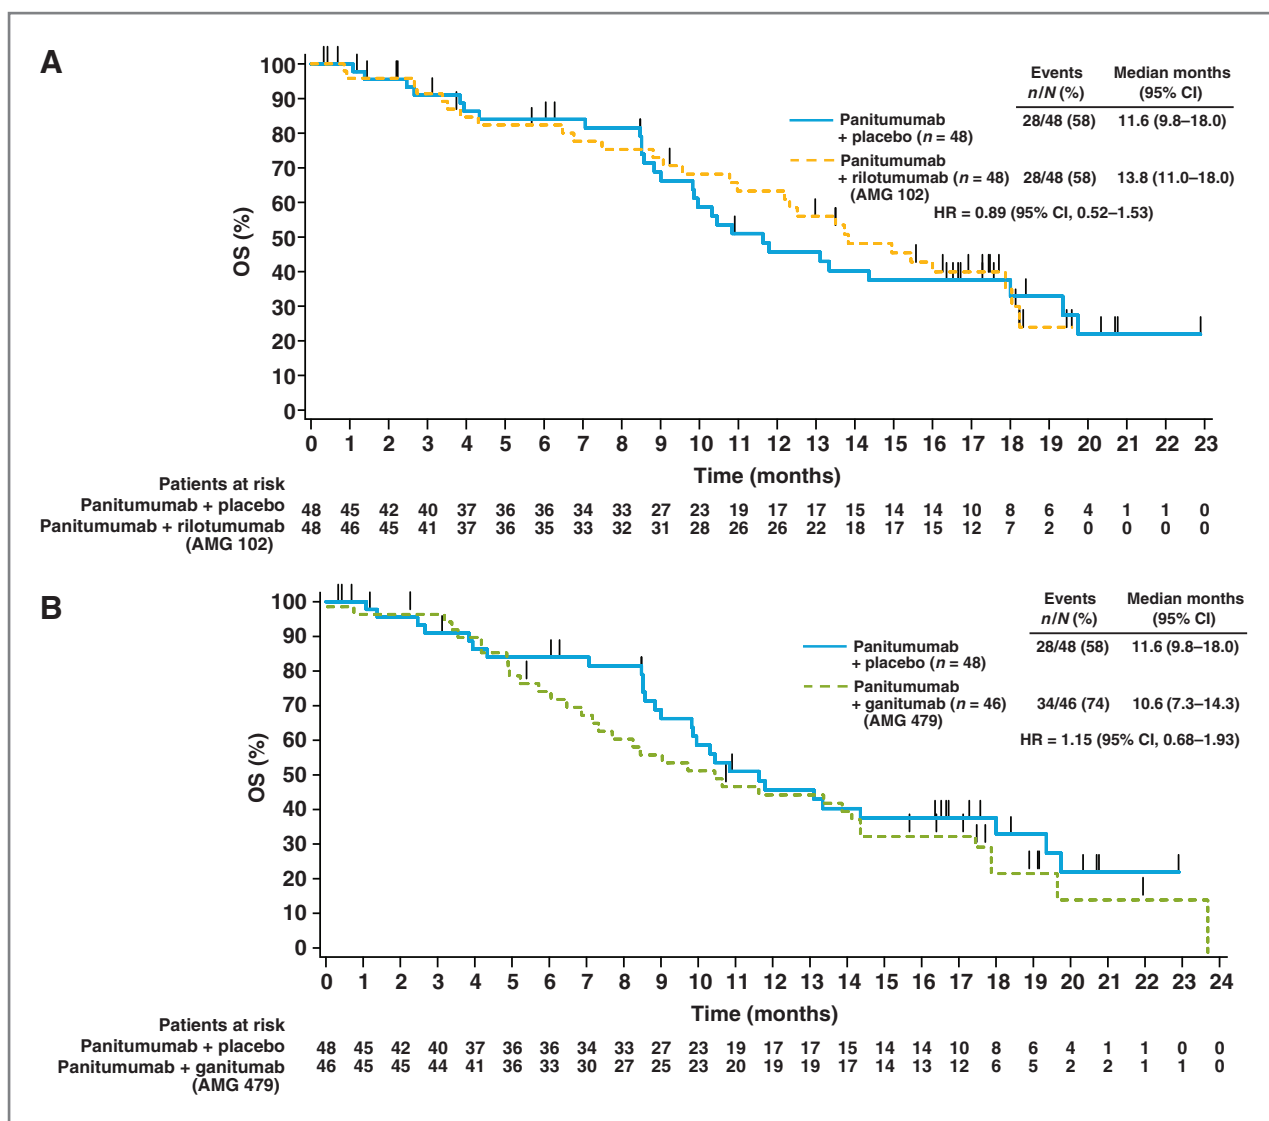 A
Events Median months
n/N (%) (95% CI)
Panitumumab
+ placebo (n = 48) 28/48 (58) 11.6 (9.8–18.0)
Panitumumab
+ rilotumumab (n = 48) 28/48 (58) 13.8 (11.0–18.0)
(AMG 102)
HR = 0.89 (95% CI, 0.52–1.53)
OS (%)
100
90
80
70
60
50
40
30
20
10
0
0 1 2 3 4 5 6 7 8 9 10 11 12 13 14 15 16 17 18 19 20 21 22 23
Time (months)
Patients at risk
Panitumumab + placebo 48 45 42 40 37 36 36 34 33 27 23 19 17 17 15 14 14 10 8 6 4 1 1 0
Panitumumab + rilotumumab 48 46 45 41 37 36 35 33 32 31 28 26 26 22 18 17 15 12 7 2 0 0 0 0
(AMG 102)
B
Events Median months
n/N (%) (95% CI)
Panitumumab
+ placebo (n = 48) 28/48 (58) 11.6 (9.8–18.0)
Panitumumab
+ ganitumab (n = 46) 34/46 (74) 10.6 (7.3–14.3)
(AMG 479)
HR = 1.15 (95% CI, 0.68–1.93)
OS (%)
100
90
80
70
60
50
40
30
20
10
0
0 1 2 3 4 5 6 7 8 9 10 11 12 13 14 15 16 17 18 19 20 21 22 23 24
Time (months)
Patients at risk
Panitumumab + placebo 48 45 42 40 37 36 36 34 33 27 23 19 17 17 15 14 14 10 8 6 4 1 1 0 0
Panitumumab + ganitumab 46 45 45 44 41 36 33 30 27 25 23 20 19 19 17 14 13 12 6 5 2 2 1 1 0
(AMG 479)